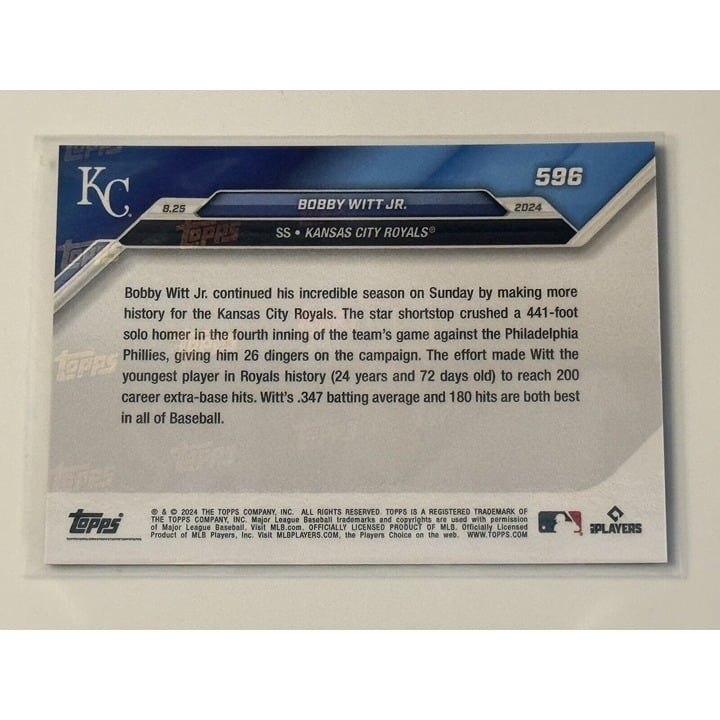 KC
596
8.25
BOBBY WITT JR.
2024
SS • KANSAS CITY ROYALS®
Bobby Witt Jr. continued his incredible season on Sunday by making more
history for the Kansas City Royals. The star shortstop crushed a 441-foot
solo homer in the fourth inning of the team's game against the Philadelphia
Phillies, giving him 26 dingers on the campaign. The effort made Witt the
youngest player in Royals history (24 years and 72 days old) to reach 200
career extra-base hits. Witt's .347 batting average and 180 hits are both best
in all of Baseball.
Topps
® & © 2024 THE TOPPS COMPANY, INC. ALL RIGHTS RESERVED. TOPPS IS A REGISTERED TRADEMARK OF
THE TOPPS COMPANY, INC. Major League Baseball trademarks and copyrights are used with permission
of Major League Baseball. Visit MLB.com. OFFICIALLY LICENSED PRODUCT OF MLB. Officially Licensed
Product of MLB Players, Inc. Visit MLBPLAYERS.COM, the Players Choice on the web. WWW.TOPPS.COM
PLAYERS